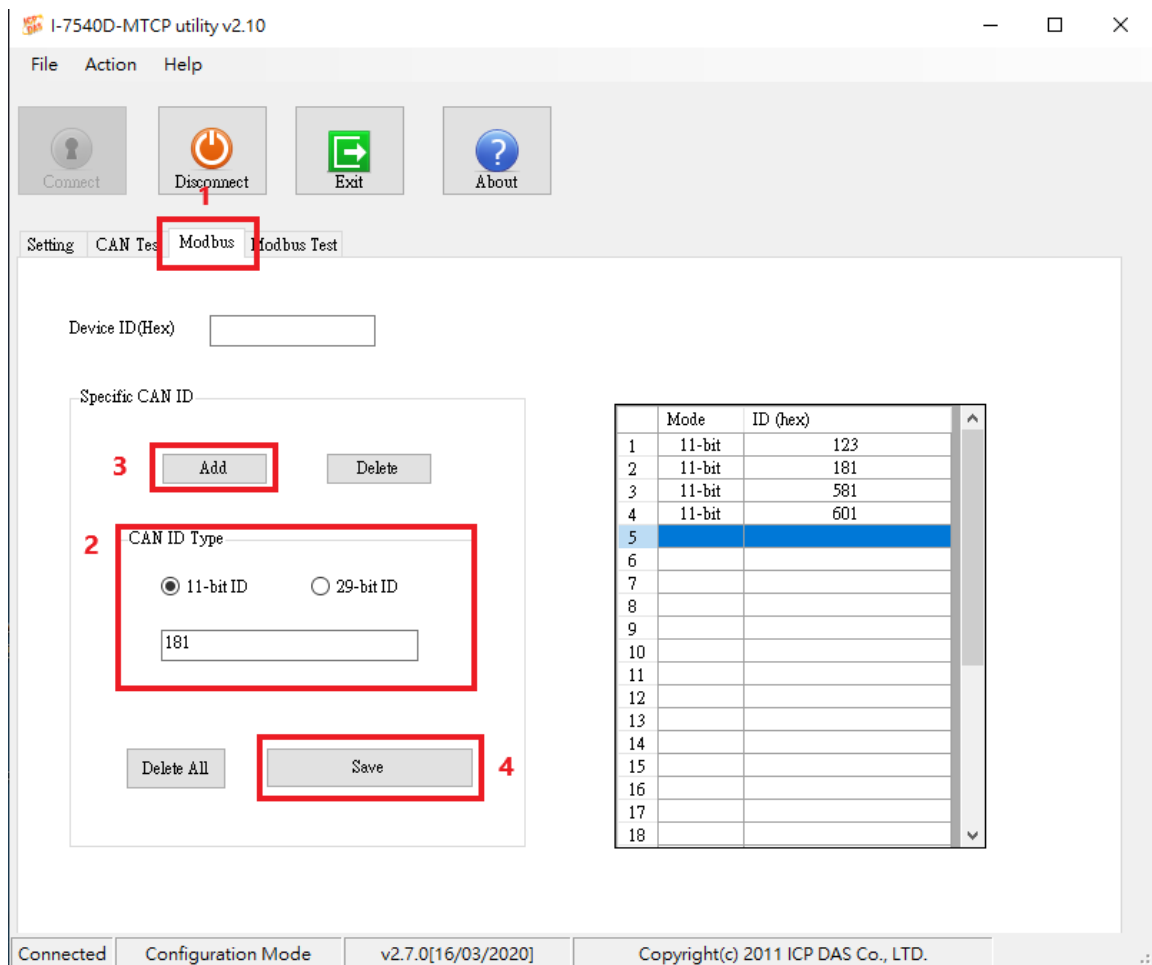 I-7540D-MTCP utility v2.10
File Action Help
Connect Disconnect Exit About
1
Setting CAN Tes Modbus Modbus Test
Device ID(Hex)
Specific CAN ID
3 Add Delete
2 CAN ID Type
11-bit ID 29-bit ID
181
Delete All Save 4
Mode ID (hex)
1 11-bit 123
2 11-bit 181
3 11-bit 581
4 11-bit 601
5
6
7
8
9
10
11
12
13
14
15
16
17
18
Connected Configuration Mode v2.7.0[16/03/2020] Copyright(c) 2011 ICP DAS Co., LTD.